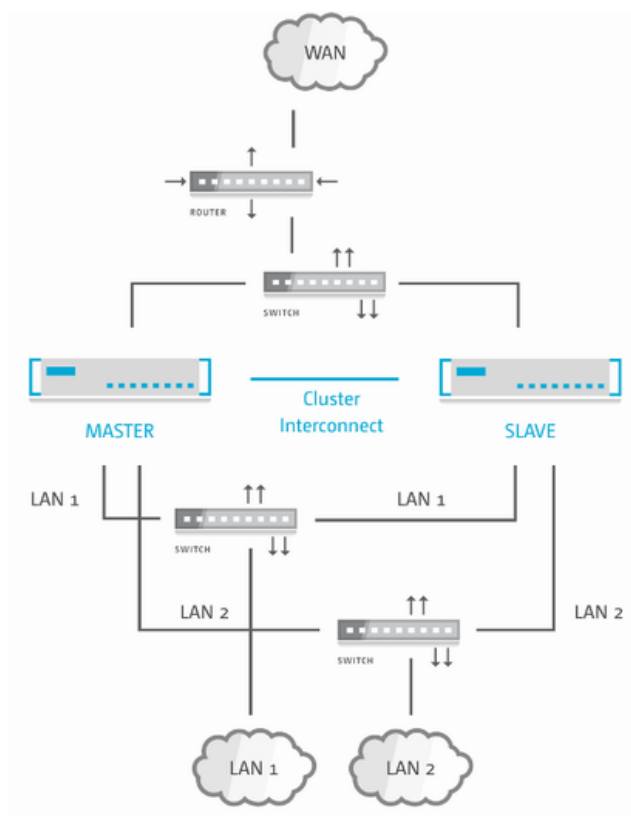 WAN
ROUTER
SWITCH
Cluster
Interconnect
MASTER
SLAVE
LAN 1
LAN 1
SWITCH
LAN 2
LAN 2
SWITCH
LAN 1
LAN 2